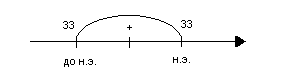 33 33
+
до н.э. н.э.